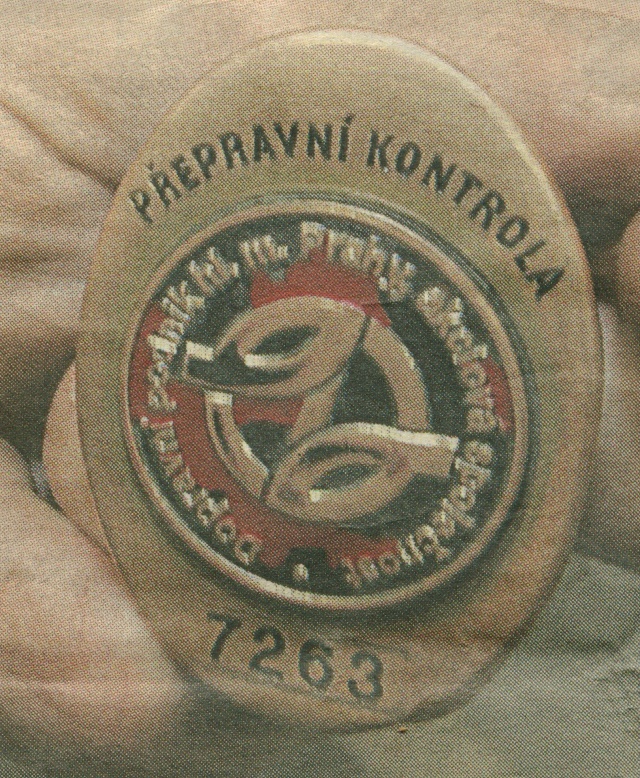 PŘEPRAVNÍ KONTROLA
Dopravní podnik hl. m. Prahy, akciová společnost
7263